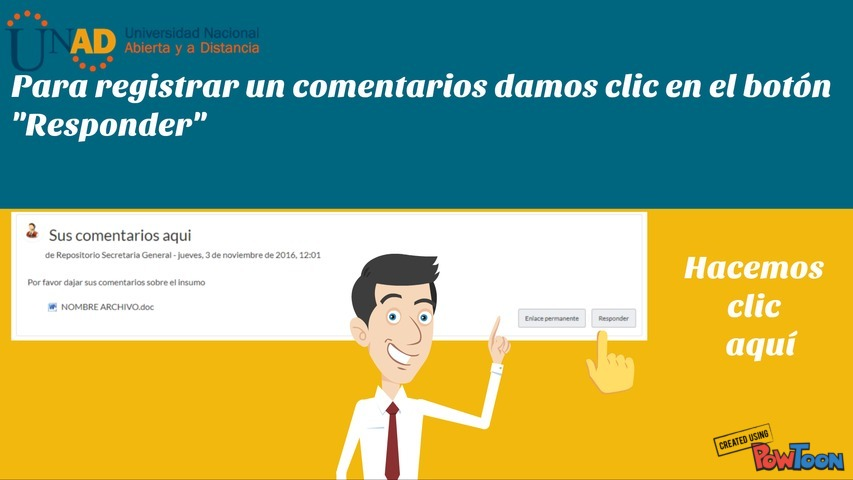 UNAD Universidad Nacional
Abierta y a Distancia
Para registrar un comentarios damos clic en el botón
"Responder"
Sus comentarios aqui
de Repositorio Secretaria General - jueves, 3 de noviembre de 2016, 12:01
Por favor dajar sus comentarios sobre el insumo
NOMBRE ARCHIVO.doc
Enlace permanente Responder
Hacemos
clic
aquí
CREATED USING
POWTOON